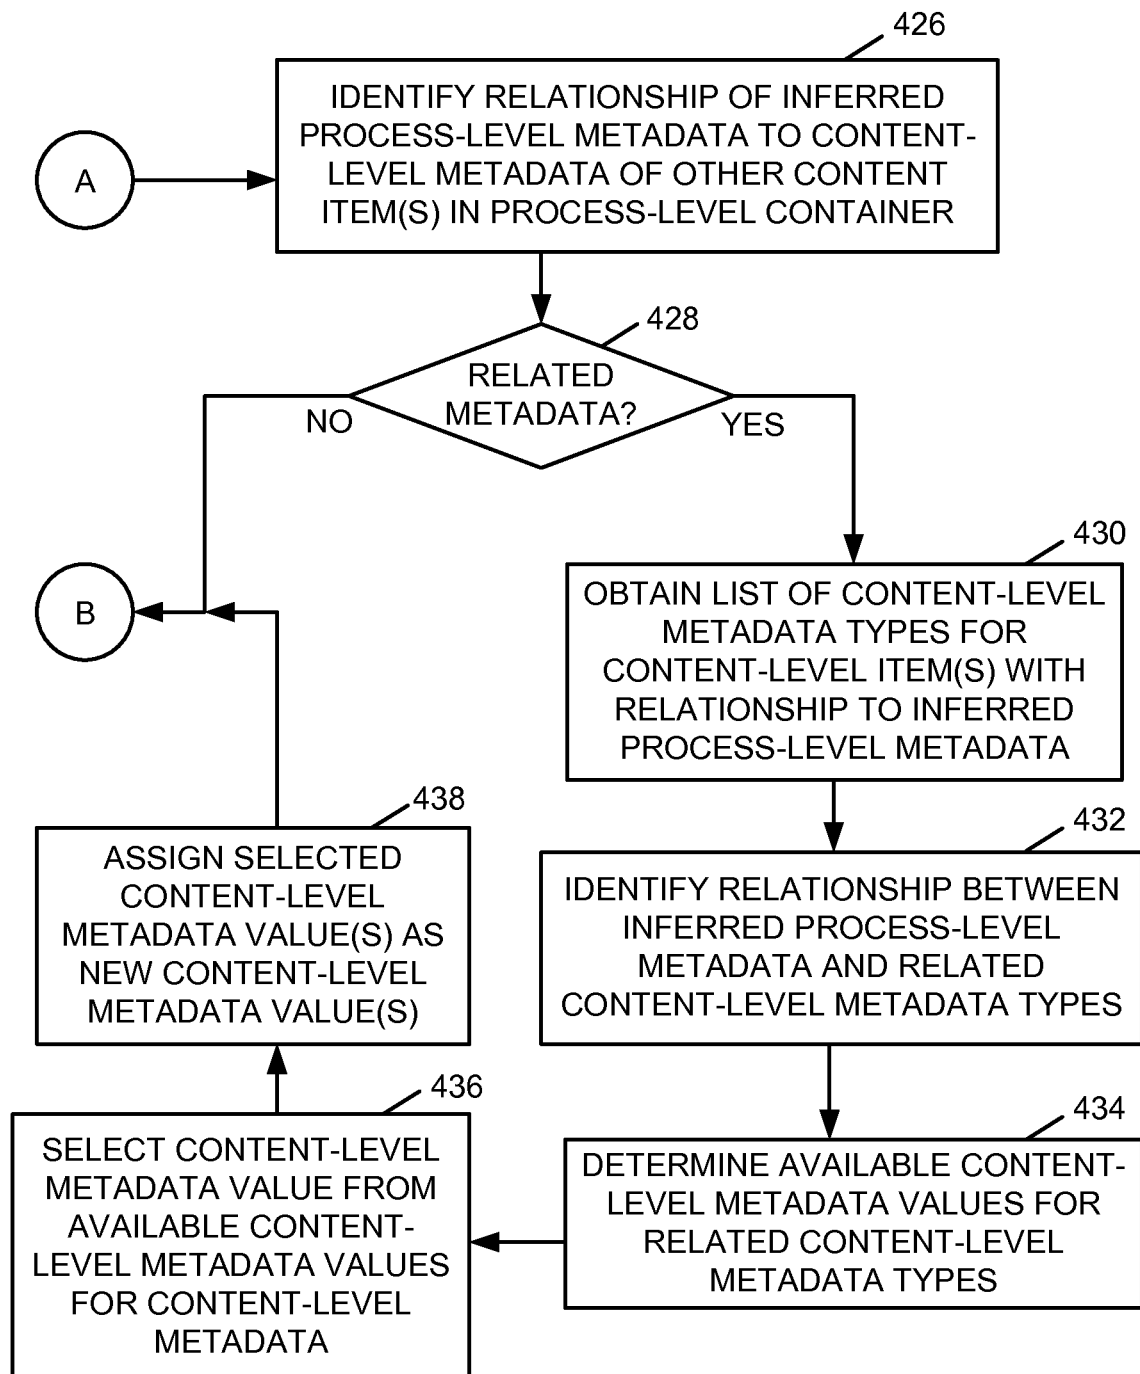 426
IDENTIFY RELATIONSHIP OF INFERRED
PROCESS-LEVEL METADATA TO CONTENT-
LEVEL METADATA OF OTHER CONTENT
ITEM(S) IN PROCESS-LEVEL CONTAINER
A
428
RELATED
METADATA?
NO
YES
430
OBTAIN LIST OF CONTENT-LEVEL
METADATA TYPES FOR
CONTENT-LEVEL ITEM(S) WITH
RELATIONSHIP TO INFERRED
PROCESS-LEVEL METADATA
B
432
IDENTIFY RELATIONSHIP BETWEEN
INFERRED PROCESS-LEVEL
METADATA AND RELATED
CONTENT-LEVEL METADATA TYPES
434
DETERMINE AVAILABLE CONTENT-
LEVEL METADATA VALUES FOR
RELATED CONTENT-LEVEL
METADATA TYPES
436
SELECT CONTENT-LEVEL
METADATA VALUE FROM
AVAILABLE CONTENT-
LEVEL METADATA VALUES
FOR CONTENT-LEVEL
METADATA
438
ASSIGN SELECTED
CONTENT-LEVEL
METADATA VALUE(S) AS
NEW CONTENT-LEVEL
METADATA VALUE(S)